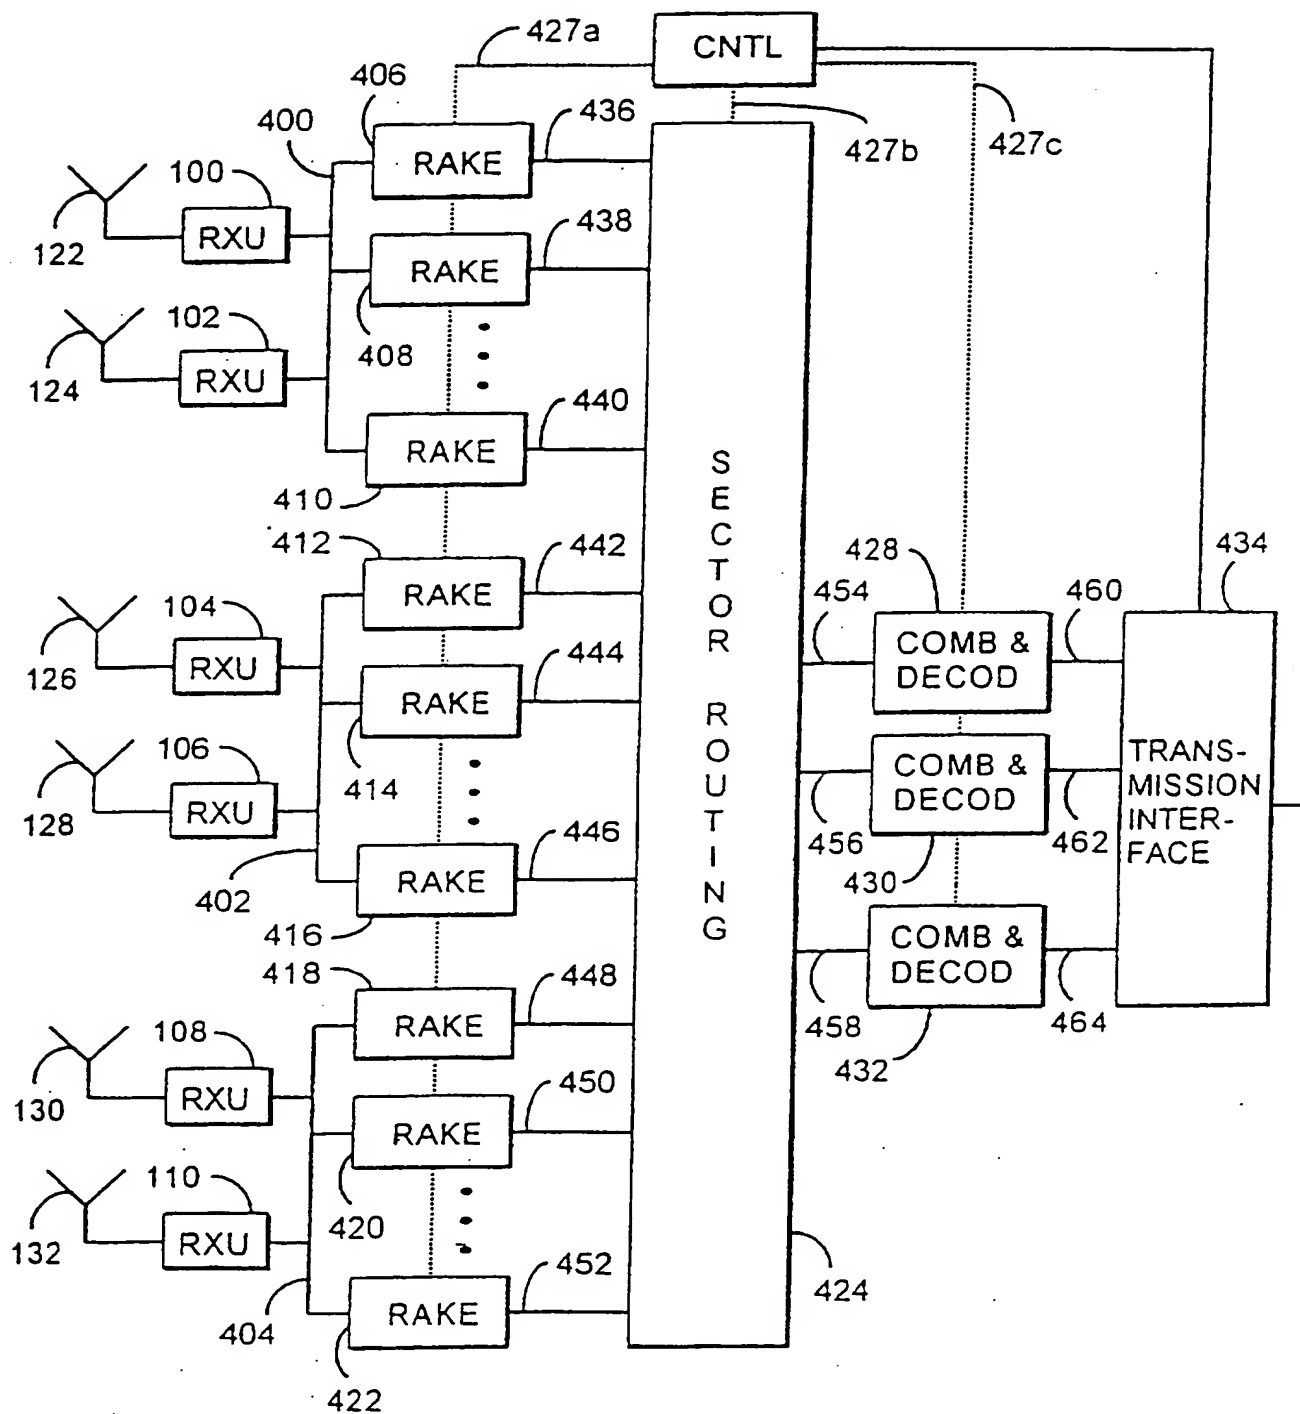 427a
CNTL
406
436
400
RAKE
427b
427c
100
RXU
122
438
RAKE
102
408
RXU
124
440
RAKE
410
412
442
RAKE
104
RXU
126
444
RAKE
106
414
RXU
128
446
RAKE
402
416
418
448
RAKE
108
RXU
130
450
RAKE
110
420
RXU
132
452
RAKE
404
422
SECTOR ROUTING
424
428
454
COMB &
DECOD
460
434
COMB &
DECOD
456
430
462
COMB &
DECOD
458
432
464
TRANS-
MISSION
INTER-
FACE